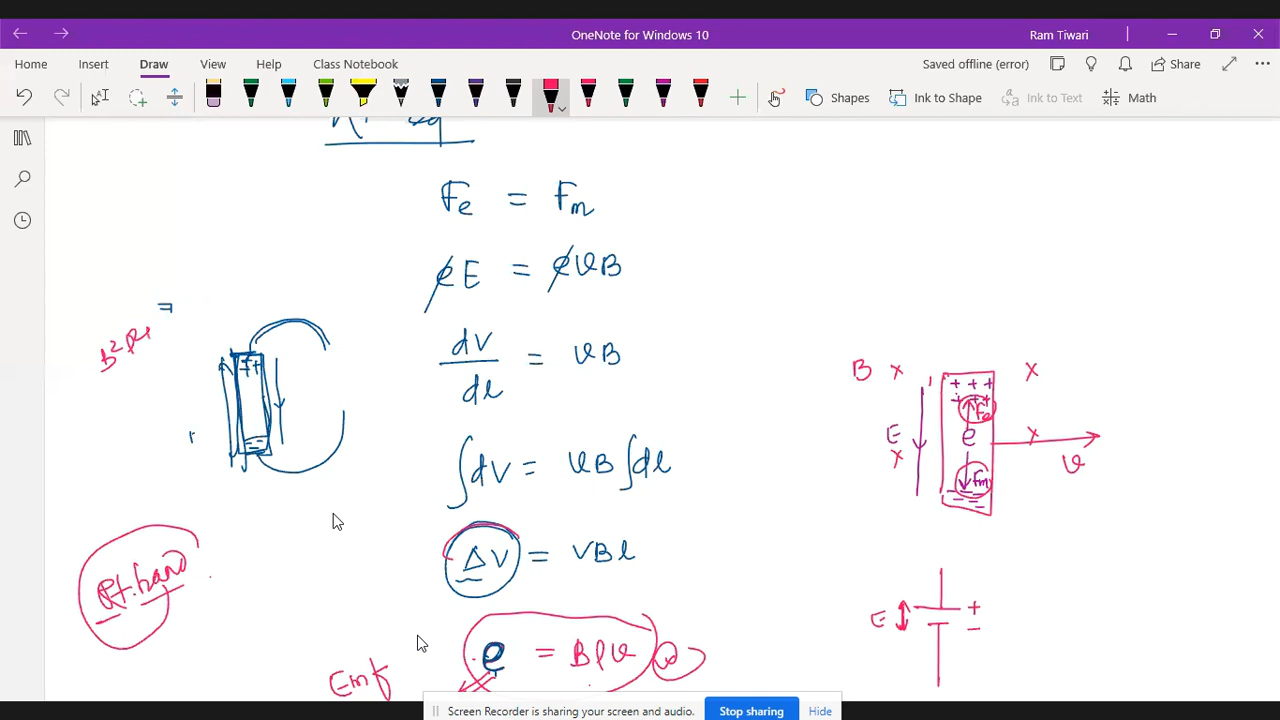 OneNote for Windows 10
Ram Tiwari
Home Insert Draw View Help Class Notebook
Saved offline (error) Share
Shapes Ink to Shape Ink to Text Math
Fe = Fm
eE = eVB
dV/dl = VB
∫dV = VB∫dl
ΔV = VBl
e = Blv
Emf
=
Rt. hand
++
B × ×
+ + +
+ ++
Fe
E e ×
×
v
Fm
E + −
Screen Recorder is sharing your screen and audio. Stop sharing Hide